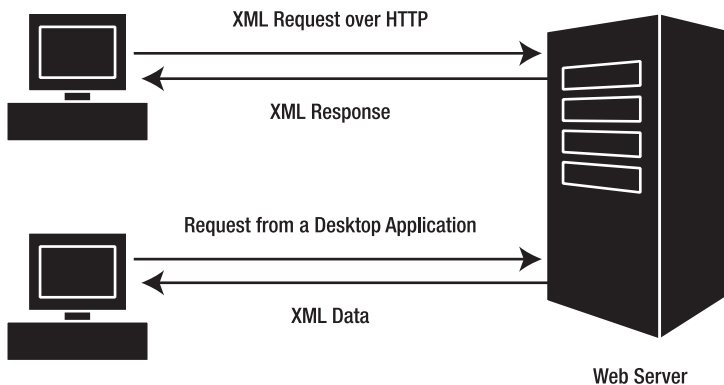 XML Request over HTTP
XML Response
Request from a Desktop Application
XML Data
Web Server